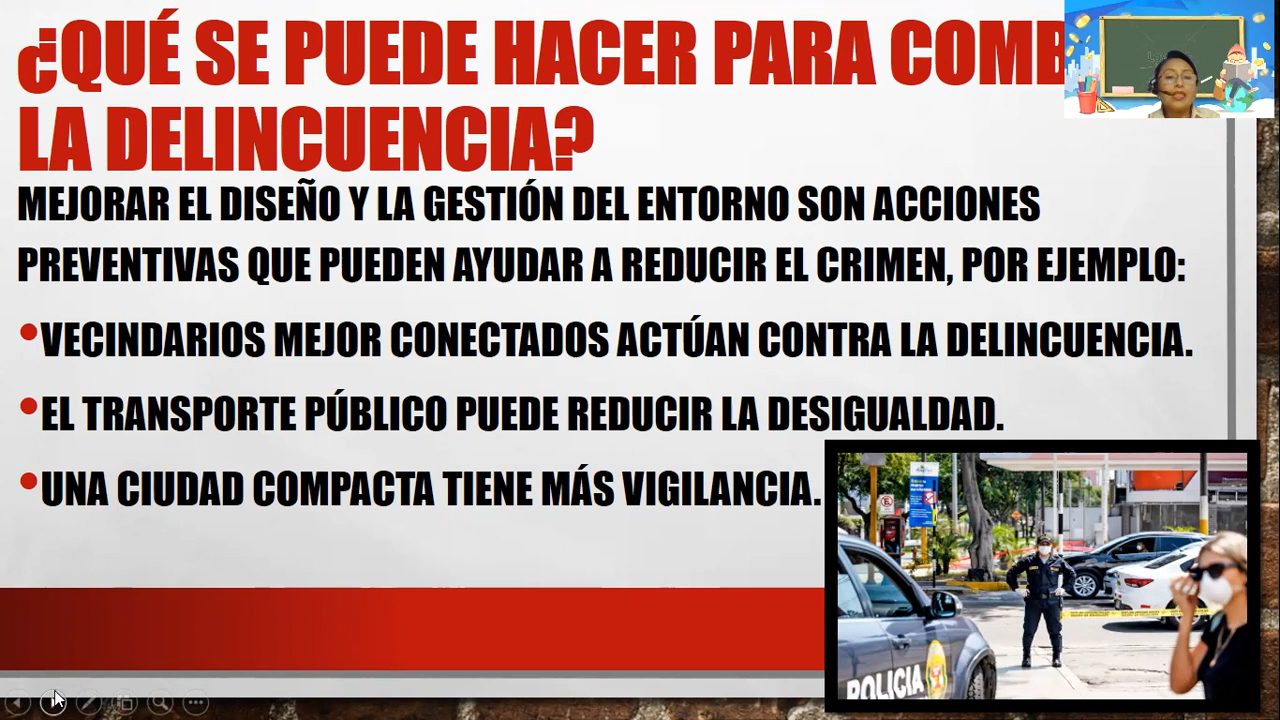 ¿QUÉ SE PUEDE HACER PARA COMB
LA DELINCUENCIA?
MEJORAR EL DISEÑO Y LA GESTIÓN DEL ENTORNO SON ACCIONES
PREVENTIVAS QUE PUEDEN AYUDAR A REDUCIR EL CRIMEN, POR EJEMPLO:
•VECINDARIOS MEJOR CONECTADOS ACTÚAN CONTRA LA DELINCUENCIA.
•EL TRANSPORTE PÚBLICO PUEDE REDUCIR LA DESIGUALDAD.
•UNA CIUDAD COMPACTA TIENE MÁS VIGILANCIA.
POLICIA